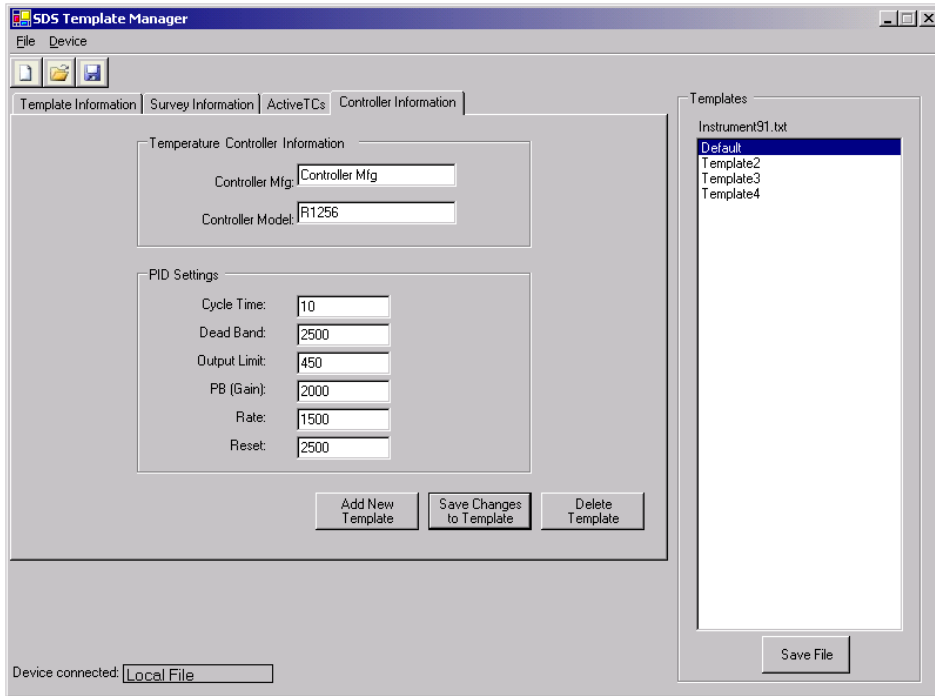 SDS Template Manager
File Device
Template Information Survey Information ActiveTCs Controller Information
Temperature Controller Information
Controller Mfg: Controller Mfg
Controller Model: R1256
PID Settings
Cycle Time: 10
Dead Band: 2500
Output Limit: 450
PB (Gain): 2000
Rate: 1500
Reset: 2500
Add New
Template
Save Changes
to Template
Delete
Template
Templates
Instrument91.txt
Default
Template2
Template3
Template4
Save File
Device connected: Local File